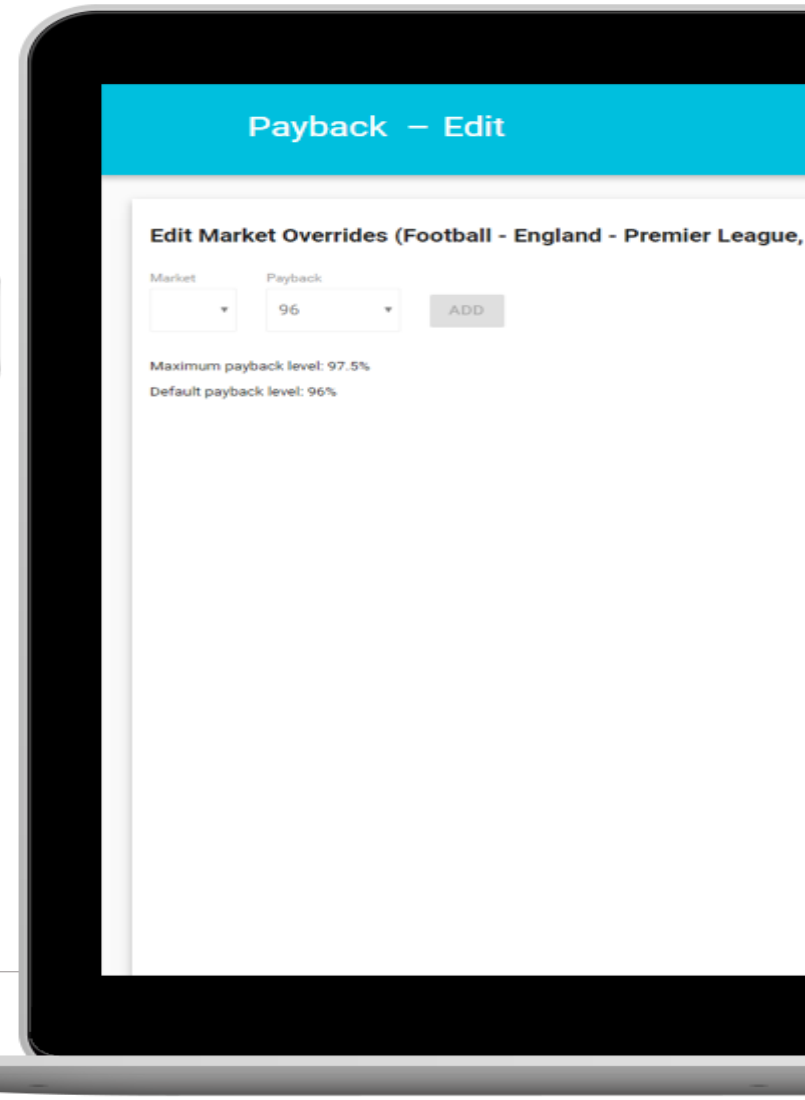 Payback – Edit
Edit Market Overrides (Football - England - Premier League,
Market Payback
96 ADD
Maximum payback level: 97.5%
Default payback level: 96%